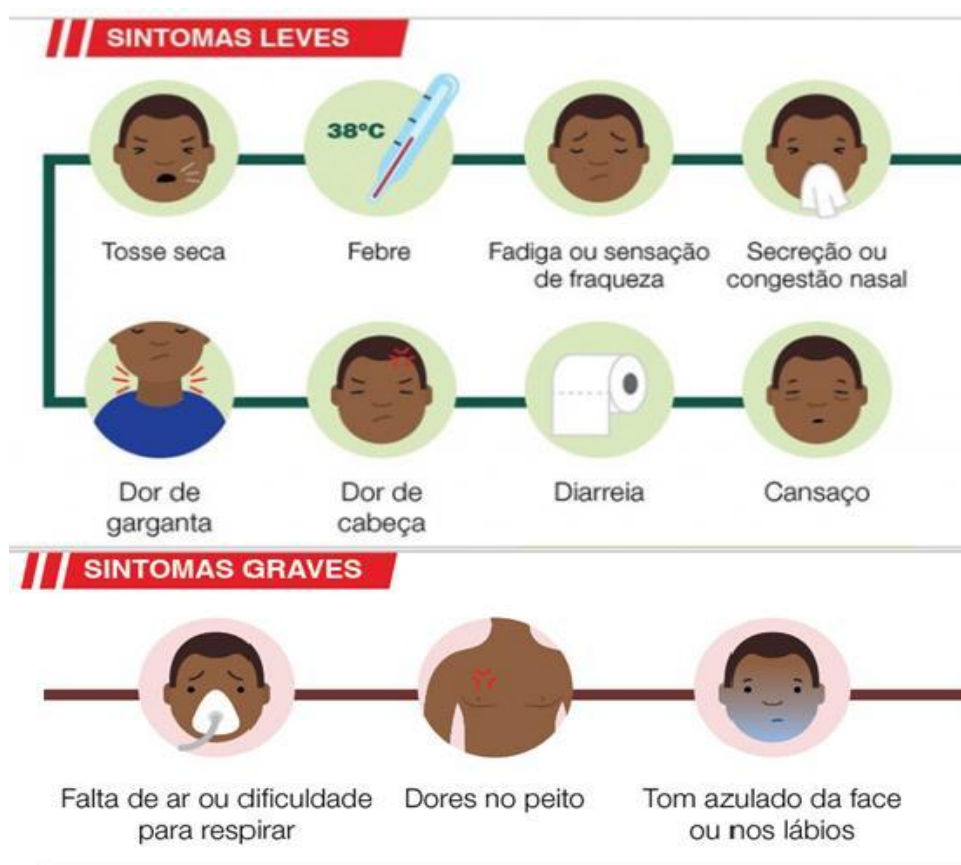 SINTOMAS LEVES
38°C
Tosse seca
Febre
Fadiga ou sensação
de fraqueza
Secreção ou
congestão nasal
Dor de
garganta
Dor de
cabeça
Diarreia
Cansaço
SINTOMAS GRAVES
Falta de ar ou dificuldade
para respirar
Dores no peito
Tom azulado da face
ou nos lábios